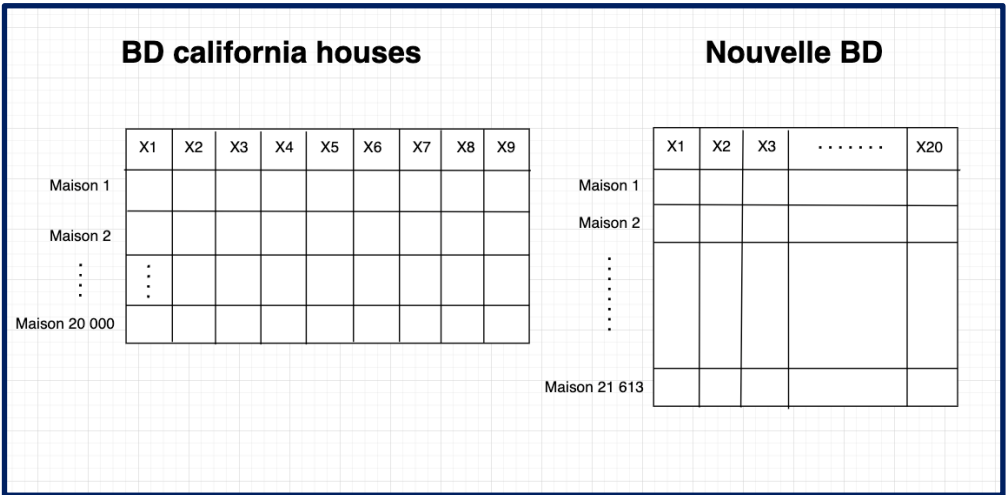 BD california houses
X1 X2 X3 X4 X5 X6 X7 X8 X9
Maison 1
Maison 2
Maison 20 000
Nouvelle BD
X1 X2 X3 ....... X20
Maison 1
Maison 2
Maison 21 613